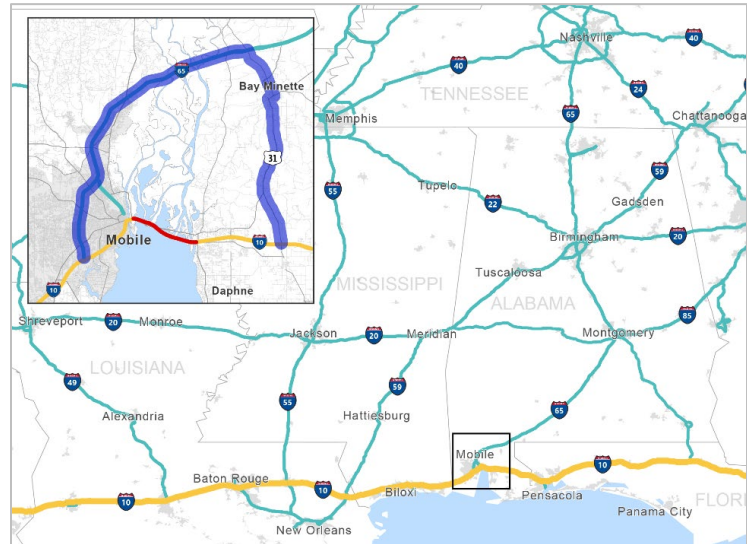 65
Bay Minette
31
Mobile
10
10
Daphne
Nashville
40
40
TENNESSEE
65
24
Memphis
Chattanooga
55
59
Tupelo
22
Gadsden
Birmingham
20
Tuscaloosa
MISSISSIPPI
ALABAMA
Shreveport
20
Monroe
Jackson
20
Meridian
Montgomery
85
LOUISIANA
49
55
59
Alexandria
Hattiesburg
65
Mobile
Baton Rouge
10
10
10
Biloxi
Pensacola
FLORI
New Orleans
Panama City